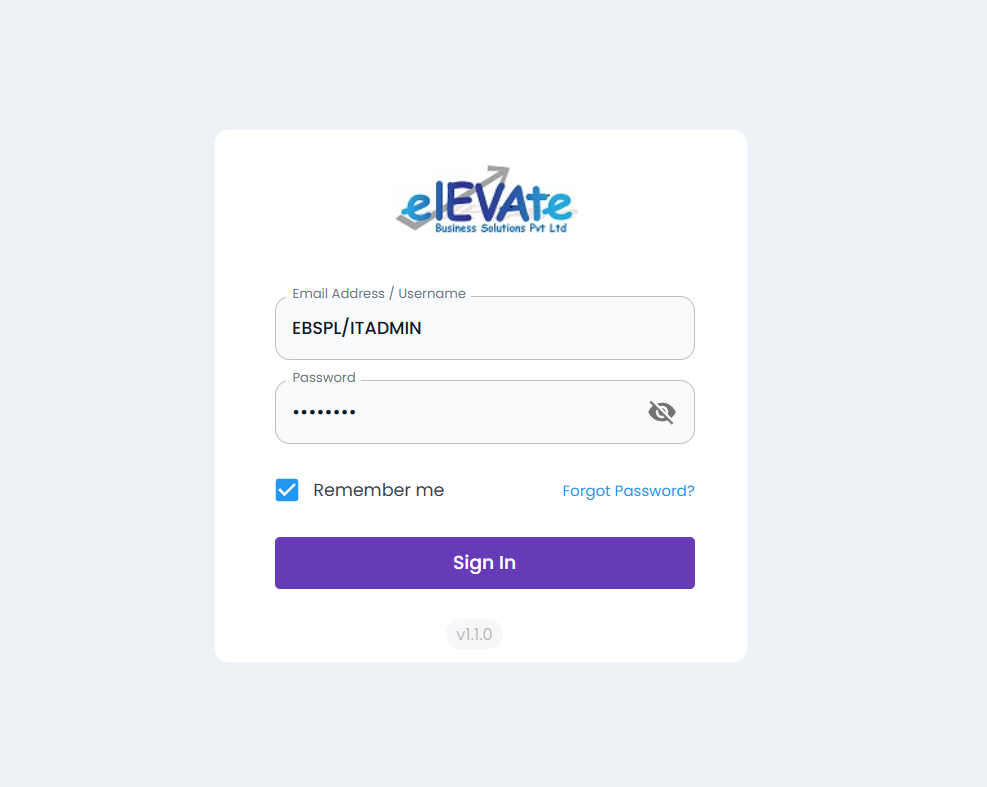 elEVAte
Business Solutions Pvt Ltd
Email Address / Username
EBSPL/ITADMIN
Password
••••••••
Remember me
Forgot Password?
Sign In
v1.1.0